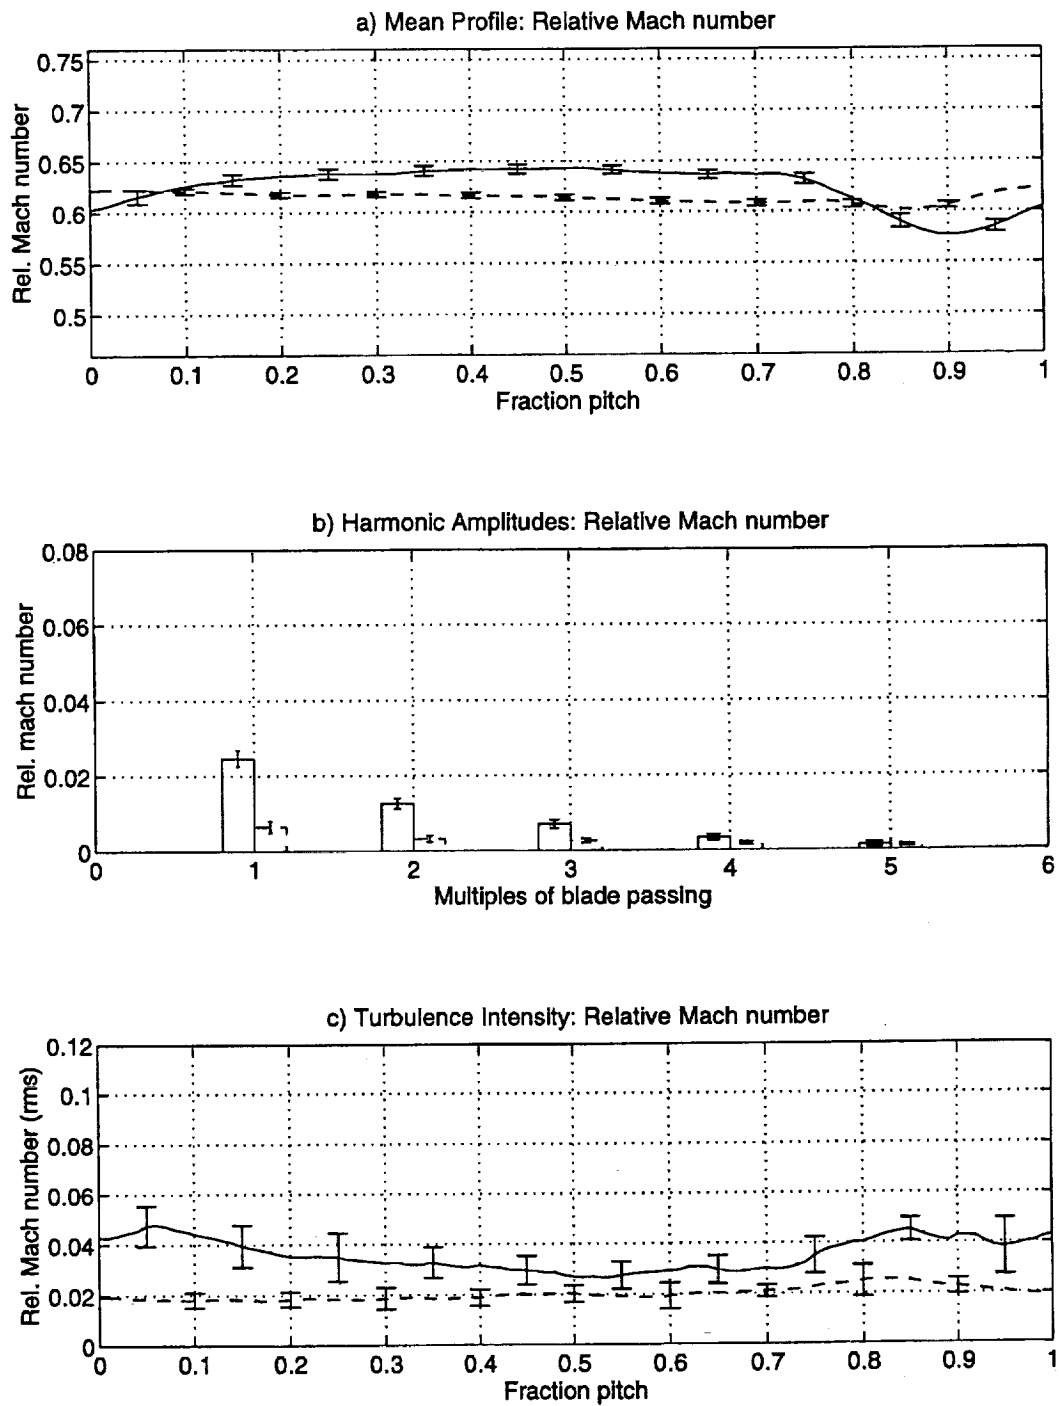 a) Mean Profile: Relative Mach number
0.75
0.7
0.65
0.6
0.55
0.5
Rel. Mach number
0 0.1 0.2 0.3 0.4 0.5 0.6 0.7 0.8 0.9 1
Fraction pitch
b) Harmonic Amplitudes: Relative Mach number
0.08
0.06
0.04
0.02
0
Rel. mach number
0 1 2 3 4 5 6
Multiples of blade passing
c) Turbulence Intensity: Relative Mach number
0.12
0.1
0.08
0.06
0.04
0.02
0
Rel. Mach number (rms)
0 0.1 0.2 0.3 0.4 0.5 0.6 0.7 0.8 0.9 1
Fraction pitch